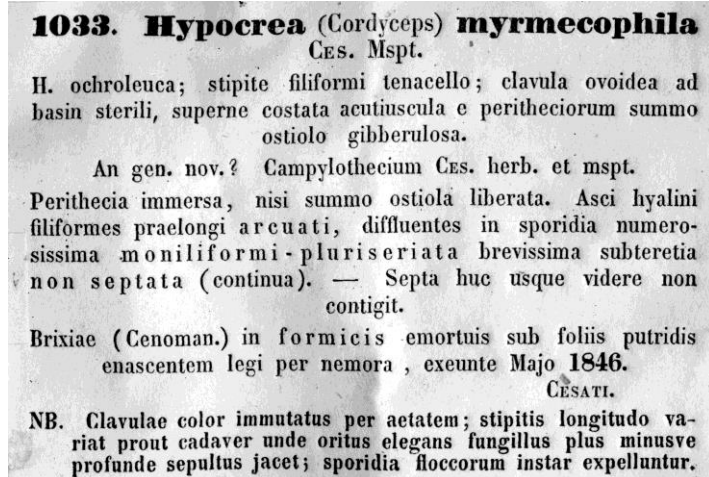 1033. Hypocrea (Cordyceps) myrmecophila
Ces. Mspt.
H. ochroleuca; stipite filiformi tenacello; clavula ovoidea ad
basin sterili, superne costata acutiuscula e peritheciorum summo
ostiolo gibberulosa.
An gen. nov.? Campylothecium Ces. herb. et mspt.
Perithecia immersa, nisi summo ostiola liberata. Asci hyalini
filiformes praelongi arcuati, diffluentes in sporidia numero-
sissima moniliformi-pluriseriata brevissima subteretia
non septata (continua). — Septa huc usque videre non
contigit.
Brixiae (Cenoman.) in formicis emortuis sub foliis putridis
enascentem legi per nemora, exeunte Majo 1846.
Cesati.
NB. Clavulae color immutatus per aetatem; stipitis longitudo va-
riat prout cadaver unde oritus elegans fungillus plus minusve
profunde sepultus jacet; sporidia floccorum instar expelluntur.